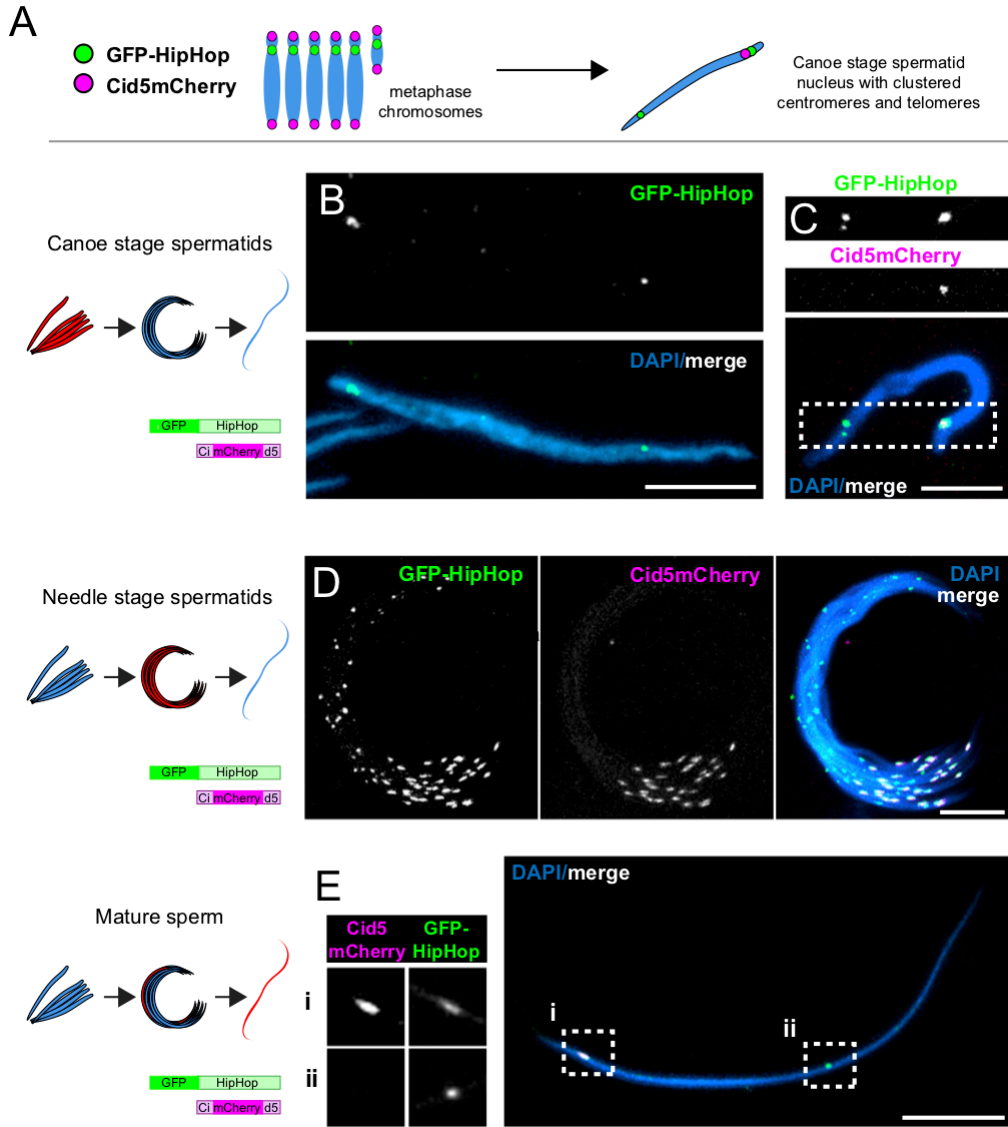 A
GFP-HipHop
Cid5mCherry
metaphase
chromosomes
Canoe stage spermatid
nucleus with clustered
centromeres and telomeres
Canoe stage spermatids
GFP HipHop
Ci mCherry d5
B
GFP-HipHop
DAPI/merge
GFP-HipHop
C
Cid5mCherry
DAPI/merge
Needle stage spermatids
GFP HipHop
Ci mCherry d5
D
GFP-HipHop
Cid5mCherry
DAPI
merge
Mature sperm
GFP HipHop
Ci mCherry d5
E
Cid5
mCherry
GFP-
HipHop
i
ii
DAPI/merge
i
ii